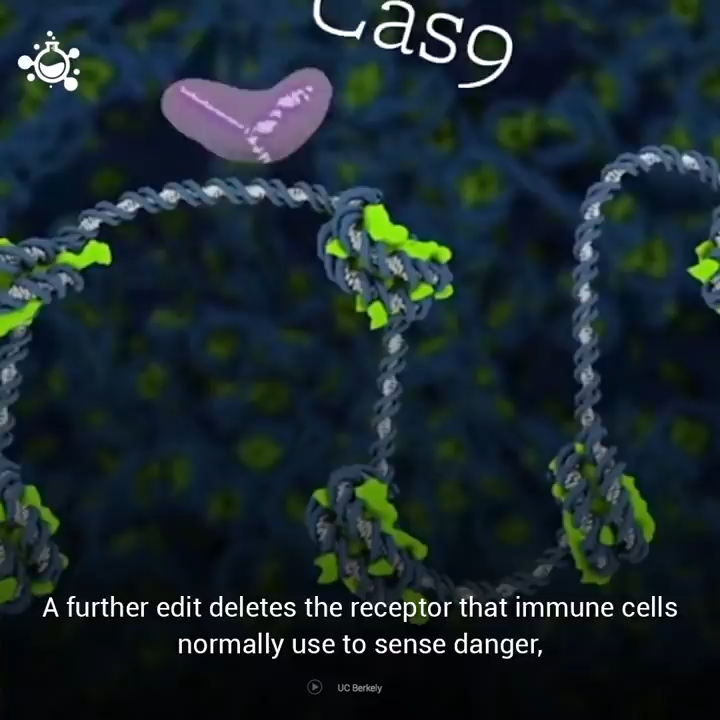 Cas9
A further edit deletes the receptor that immune cells
normally use to sense danger,
UC Berkely